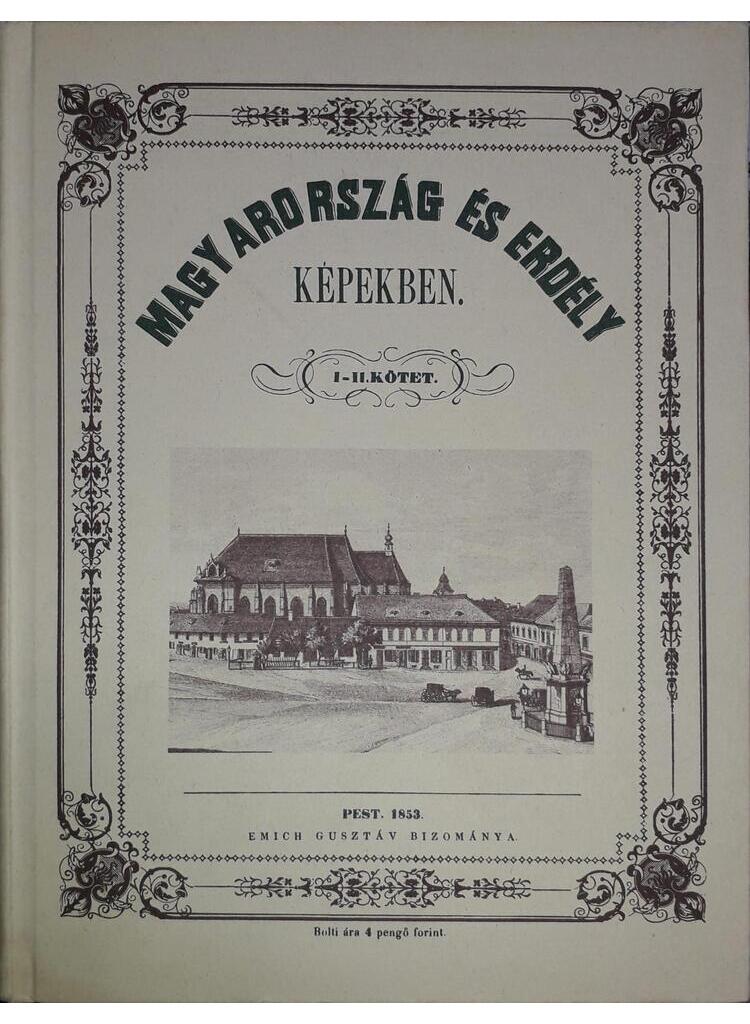 MAGYARORSZÁG ÉS ERDÉLY
KÉPEKBEN.
I-II. KÖTET.
PEST. 1853.
EMICH GUSZTÁV BIZOMÁNYA.
Bolti ára 4 pengő forint.